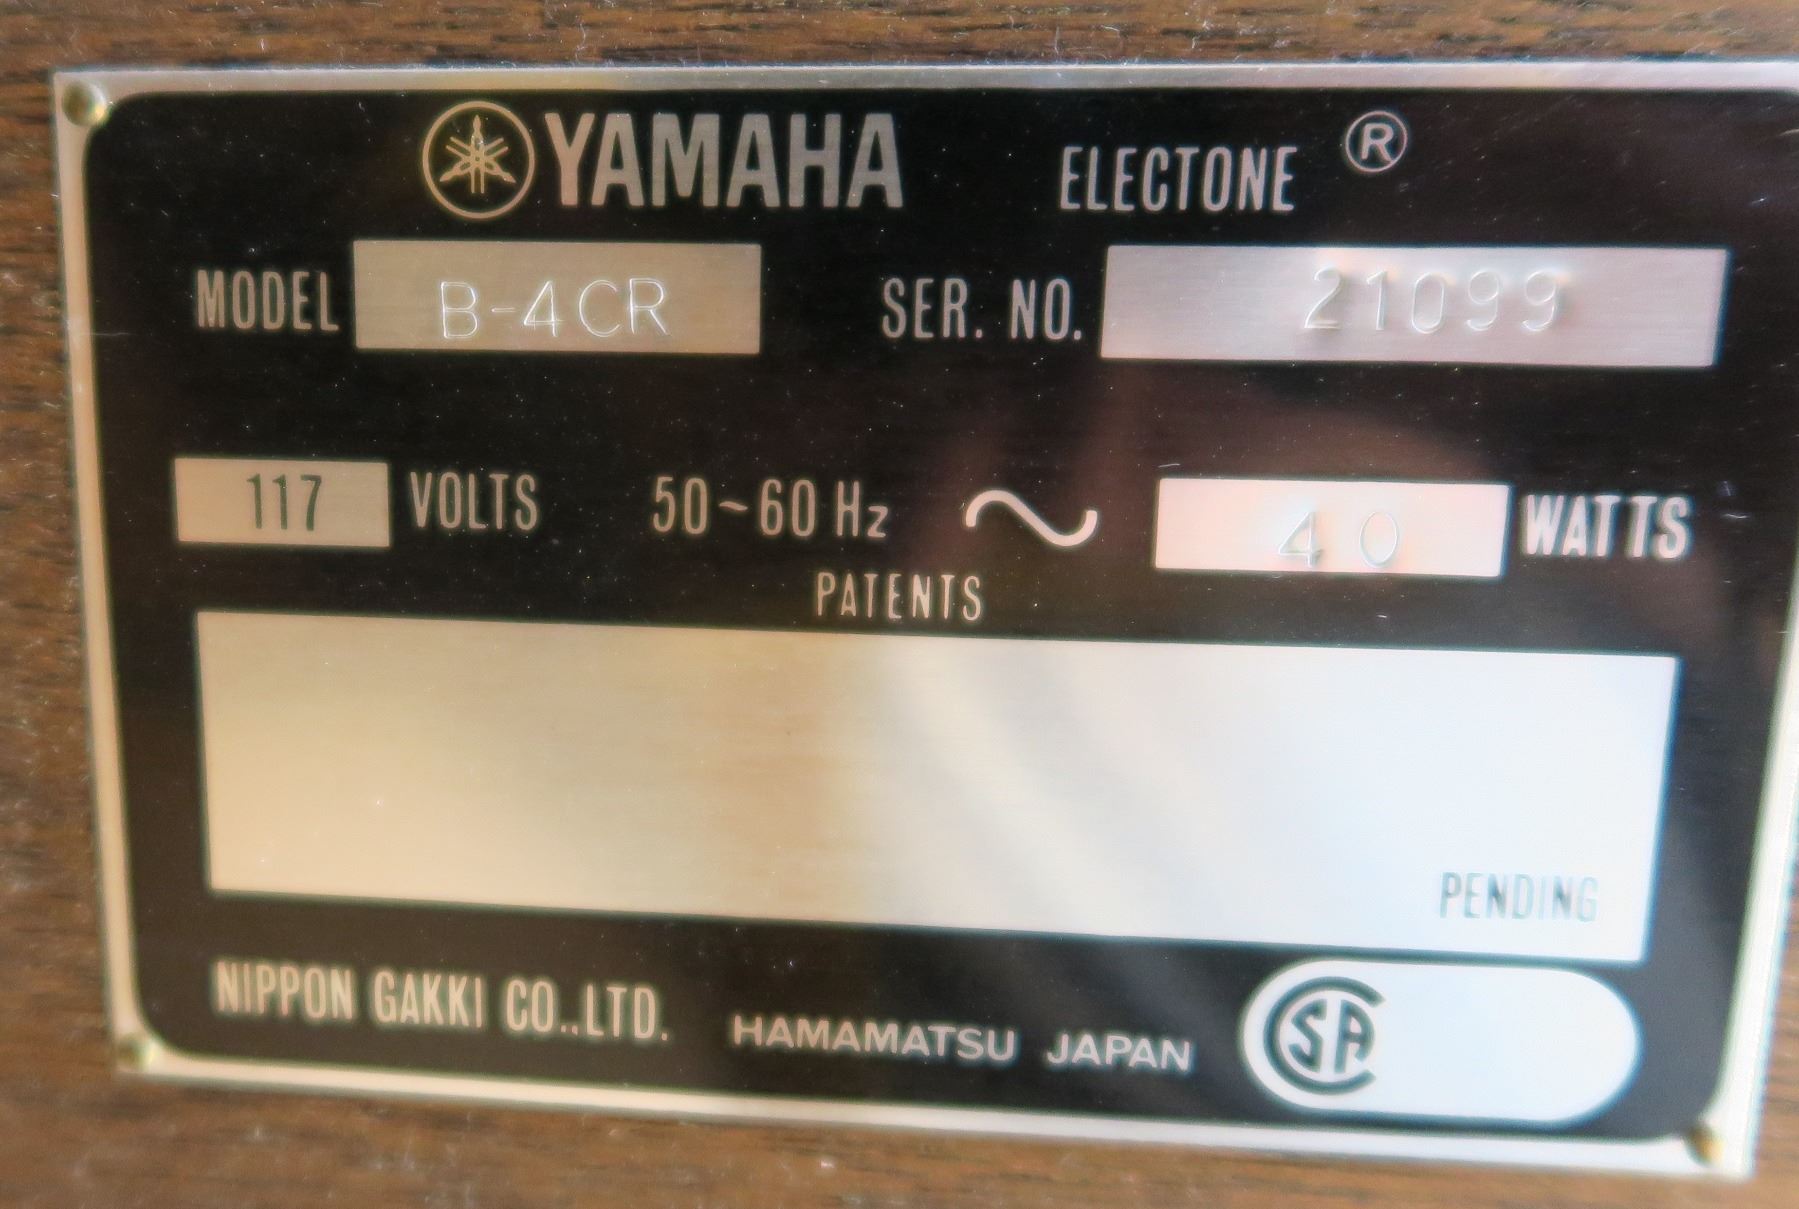 YAMAHA ELECTONE ®
MODEL B-4CR SER. NO. 21099
117 VOLTS 50~60 Hz ~ 40 WATTS
PATENTS
PENDING
NIPPON GAKKI CO.,LTD. HAMAMATSU JAPAN CSA